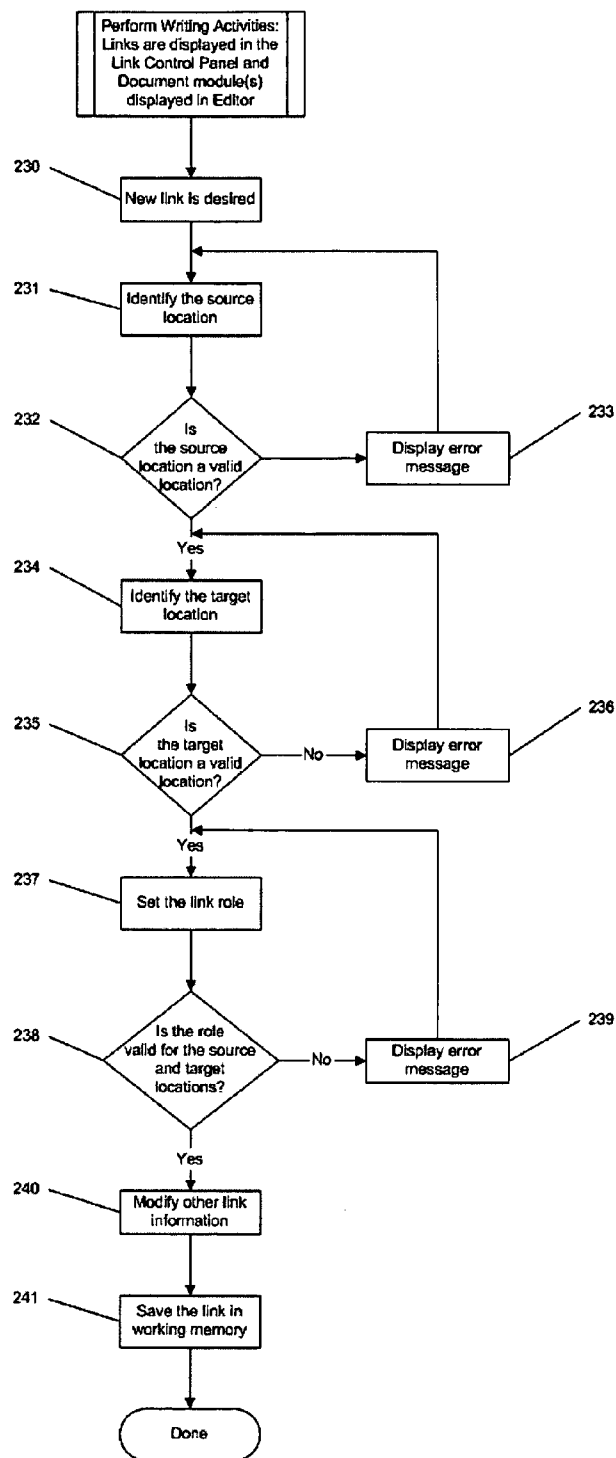 Perform Writing Activities:
Links are displayed in the
Link Control Panel and
Document module(s)
displayed in Editor
230
New link is desired
231
Identify the source
location
232
Is
the source
location a valid
location?
233
Display error
message
Yes
234
Identify the target
location
235
Is
the target
location a valid
location?
No
236
Display error
message
Yes
237
Set the link role
238
Is the role
valid for the source
and target
locations?
No
239
Display error
message
Yes
240
Modify other link
information
241
Save the link in
working memory
Done